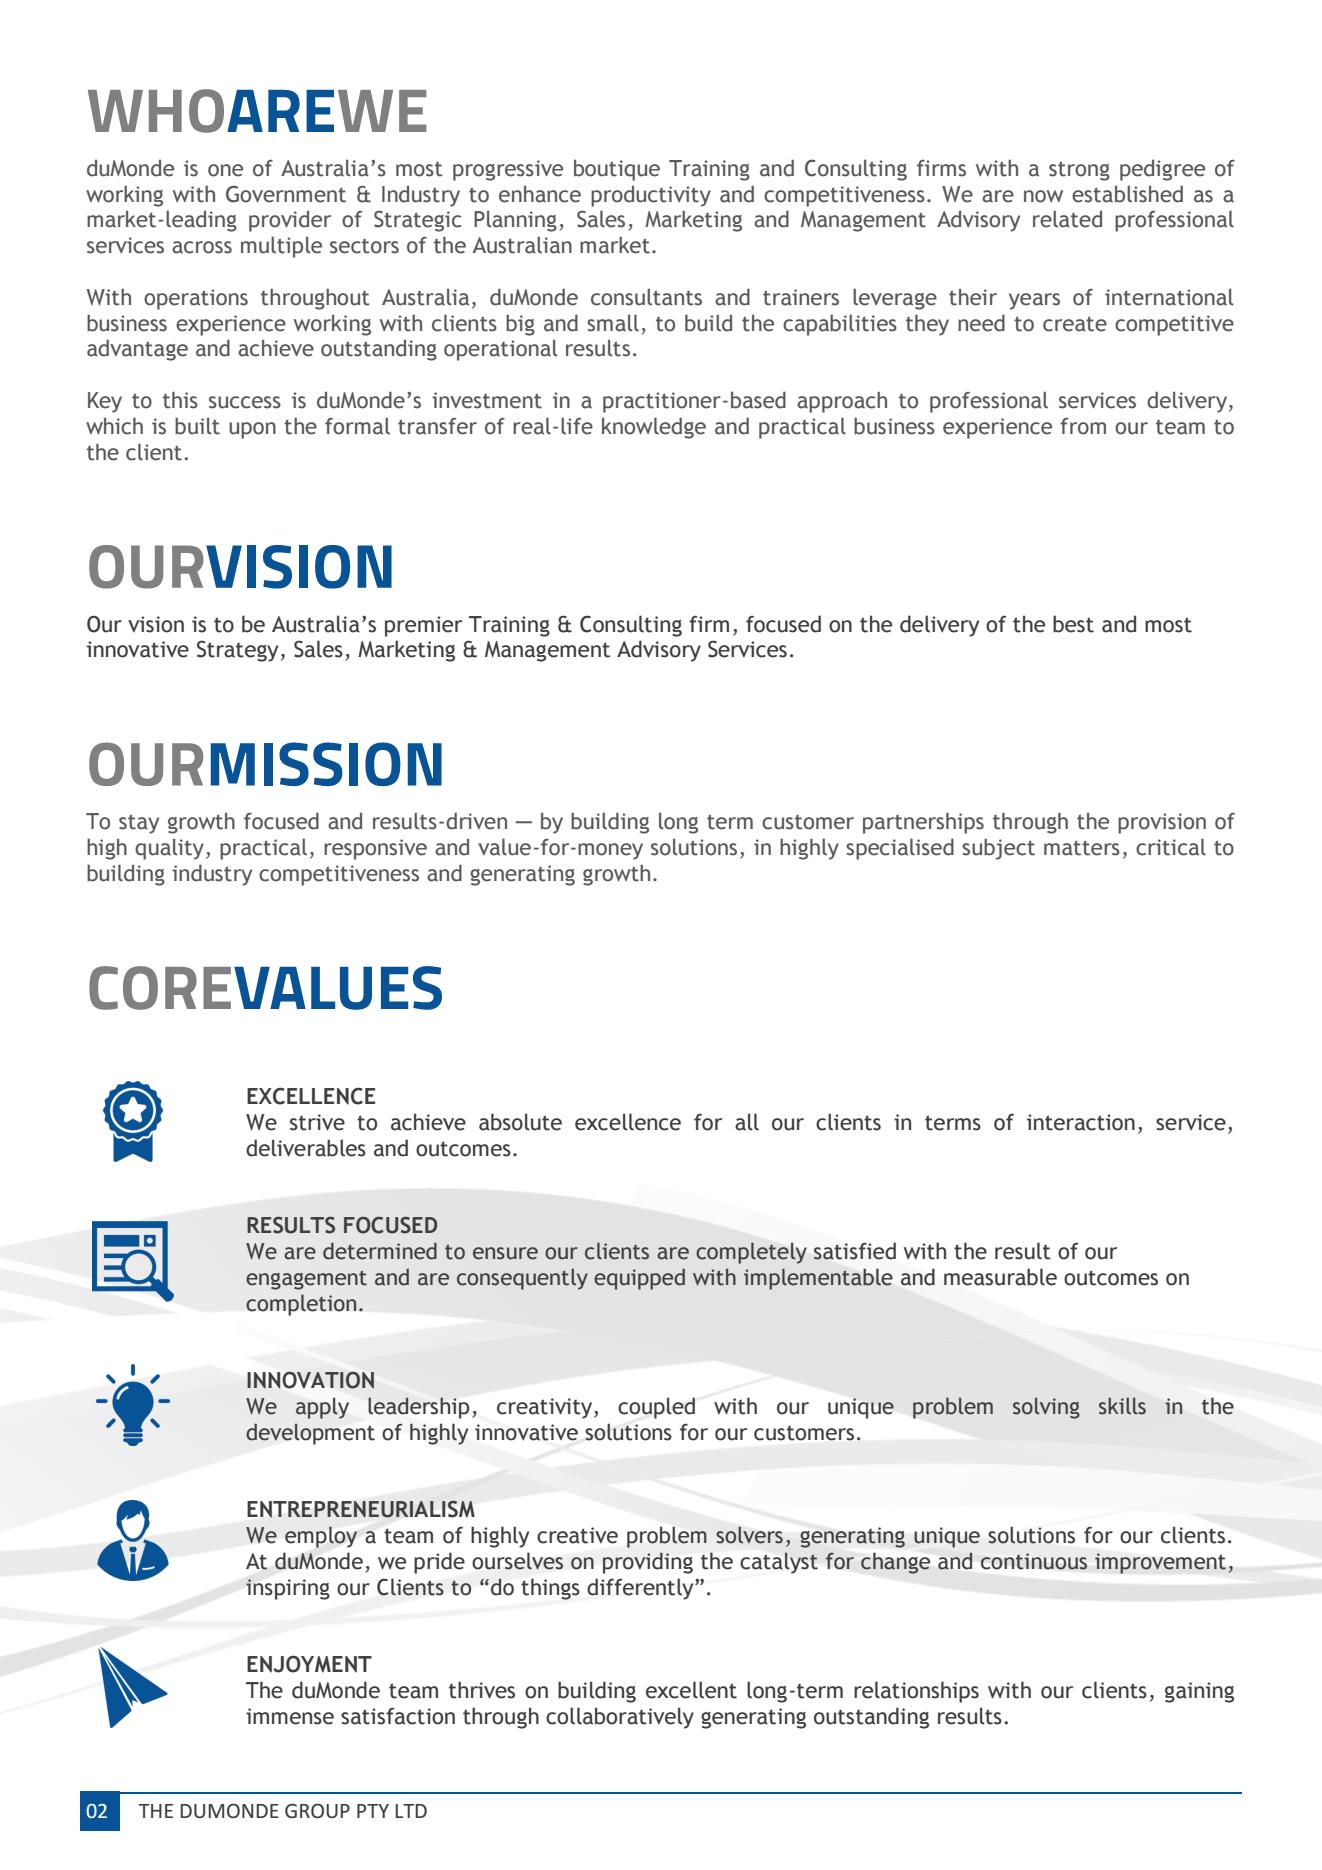 WHOAREWE
duMonde is one of Australia’s most progressive boutique Training and Consulting firms with a strong pedigree of
working with Government & Industry to enhance productivity and competitiveness. We are now established as a
market-leading provider of Strategic Planning, Sales, Marketing and Management Advisory related professional
services across multiple sectors of the Australian market.
With operations throughout Australia, duMonde consultants and trainers leverage their years of international
business experience working with clients big and small, to build the capabilities they need to create competitive
advantage and achieve outstanding operational results.
Key to this success is duMonde’s investment in a practitioner-based approach to professional services delivery,
which is built upon the formal transfer of real-life knowledge and practical business experience from our team to
the client.
OURVISION
Our vision is to be Australia’s premier Training & Consulting firm, focused on the delivery of the best and most
innovative Strategy, Sales, Marketing & Management Advisory Services.
OURMISSION
To stay growth focused and results-driven — by building long term customer partnerships through the provision of
high quality, practical, responsive and value-for-money solutions, in highly specialised subject matters, critical to
building industry competitiveness and generating growth.
COREVALUES
EXCELLENCE
We strive to achieve absolute excellence for all our clients in terms of interaction, service,
deliverables and outcomes.
RESULTS FOCUSED
We are determined to ensure our clients are completely satisfied with the result of our
engagement and are consequently equipped with implementable and measurable outcomes on
completion.
INNOVATION
We apply leadership, creativity, coupled with our unique problem solving skills in the
development of highly innovative solutions for our customers.
ENTREPRENEURIALISM
We employ a team of highly creative problem solvers, generating unique solutions for our clients.
At duMonde, we pride ourselves on providing the catalyst for change and continuous improvement,
inspiring our Clients to “do things differently”.
ENJOYMENT
The duMonde team thrives on building excellent long-term relationships with our clients, gaining
immense satisfaction through collaboratively generating outstanding results.
02 THE DUMONDE GROUP PTY LTD